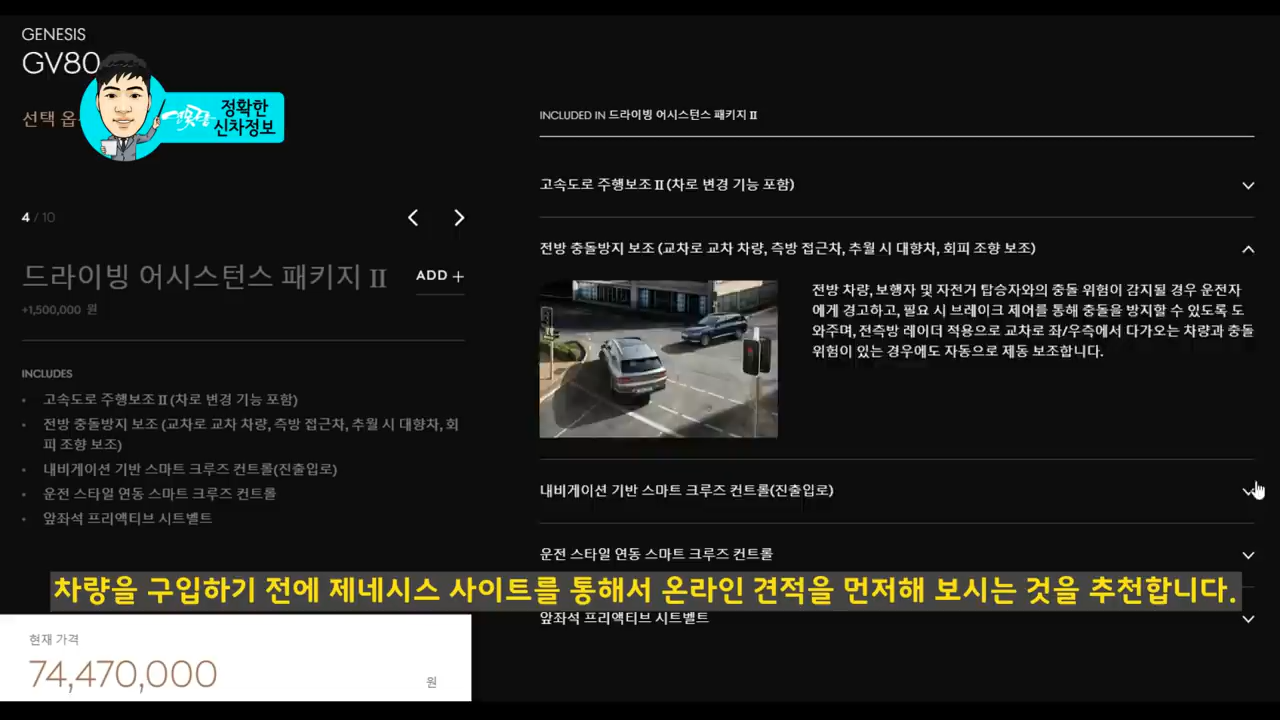 GENESIS
GV80
선택 옵
정확한
신차정보
4 / 10
드라이빙 어시스턴스 패키지 II
ADD +
+1,500,000 원
INCLUDES
• 고속도로 주행보조 II (차로 변경 기능 포함)
• 전방 충돌방지 보조 (교차로 교차 차량, 측방 접근차, 추월 시 대향차, 회
피 조향 보조)
• 내비게이션 기반 스마트 크루즈 컨트롤(진출입로)
• 운전 스타일 연동 스마트 크루즈 컨트롤
• 앞좌석 프리액티브 시트벨트
INCLUDED IN 드라이빙 어시스턴스 패키지 II
고속도로 주행보조 II (차로 변경 기능 포함)
전방 충돌방지 보조 (교차로 교차 차량, 측방 접근차, 추월 시 대향차, 회피 조향 보조)
전방 차량, 보행자 및 자전거 탑승자와의 충돌 위험이 감지될 경우 운전자
에게 경고하고, 필요 시 브레이크 제어를 통해 충돌을 방지할 수 있도록 도
와주며, 전측방 레이더 적용으로 교차로 좌/우측에서 다가오는 차량과 충돌
위험이 있는 경우에도 자동으로 제동 보조합니다.
내비게이션 기반 스마트 크루즈 컨트롤(진출입로)
운전 스타일 연동 스마트 크루즈 컨트롤
차량을 구입하기 전에 제네시스 사이트를 통해서 온라인 견적을 먼저해 보시는 것을 추천합니다.
앞좌석 프리액티브 시트벨트
현재 가격
74,470,000 원